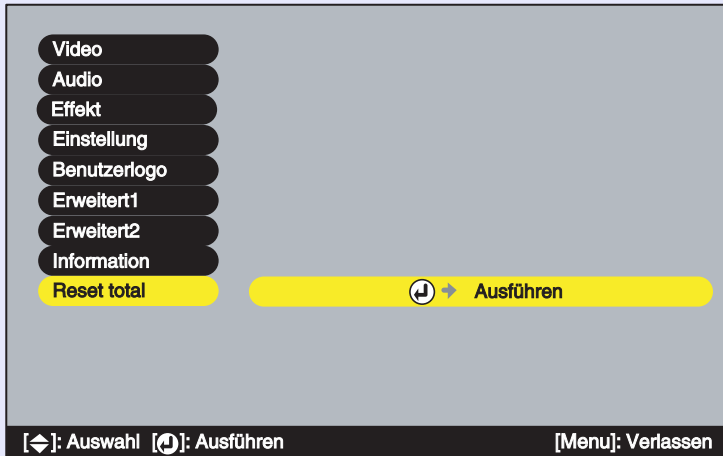 Video
Audio
Effekt
Einstellung
Benutzerlogo
Erweitert1
Erweitert2
Information
Reset total
Ausführen
[]: Auswahl []: Ausführen
[Menu]: Verlassen